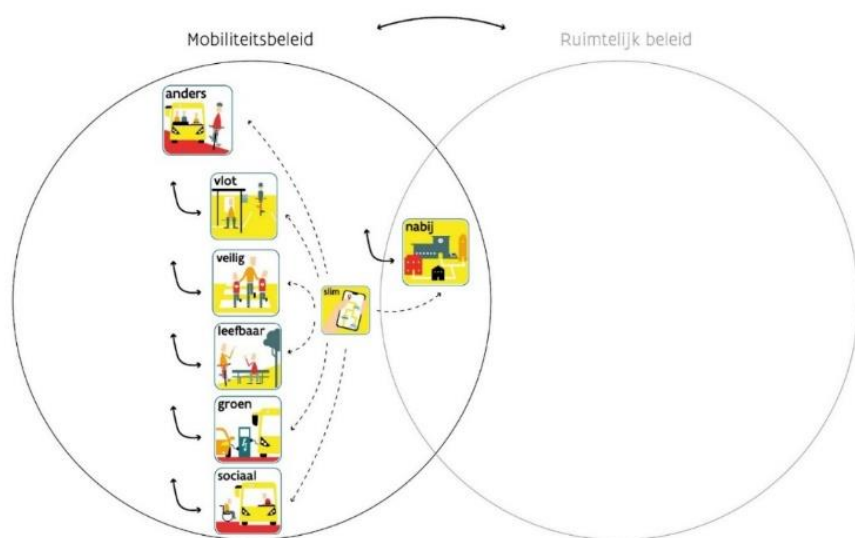 Mobiliteitsbeleid
Ruimtelijk beleid
anders
vlot
nabij
veilig
slim
leefbaar
groen
sociaal